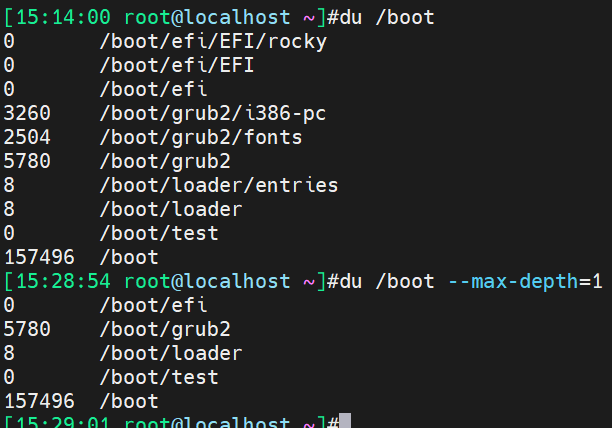 [15:14:00 root@localhost ~]#du /boot
0       /boot/efi/EFI/rocky
0       /boot/efi/EFI
0       /boot/efi
3260    /boot/grub2/i386-pc
2504    /boot/grub2/fonts
5780    /boot/grub2
8       /boot/loader/entries
8       /boot/loader
0       /boot/test
157496  /boot
[15:28:54 root@localhost ~]#du /boot --max-depth=1
0       /boot/efi
5780    /boot/grub2
8       /boot/loader
0       /boot/test
157496  /boot
[15:29:01 root@localhost ~]#